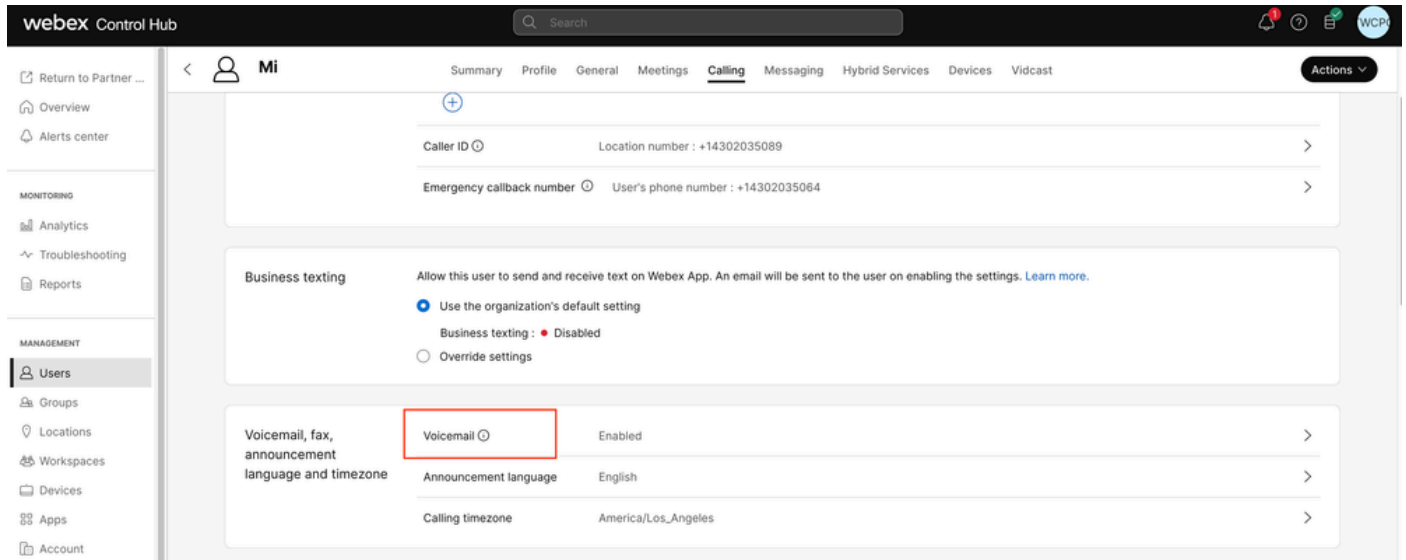 webex Control Hub
Search
1
WCPC
Return to Partner ...
Overview
Alerts center
MONITORING
Analytics
Troubleshooting
Reports
MANAGEMENT
Users
Groups
Locations
Workspaces
Devices
Apps
Account
Mi
Summary Profile General Meetings Calling Messaging Hybrid Services Devices Vidcast
Actions
Caller ID Location number : +14302035089
Emergency callback number User's phone number : +14302035064
Business texting
Allow this user to send and receive text on Webex App. An email will be sent to the user on enabling the settings. Learn more.
Use the organization's default setting
Business texting : Disabled
Override settings
Voicemail, fax,
announcement
language and timezone
Voicemail Enabled
Announcement language English
Calling timezone America/Los_Angeles